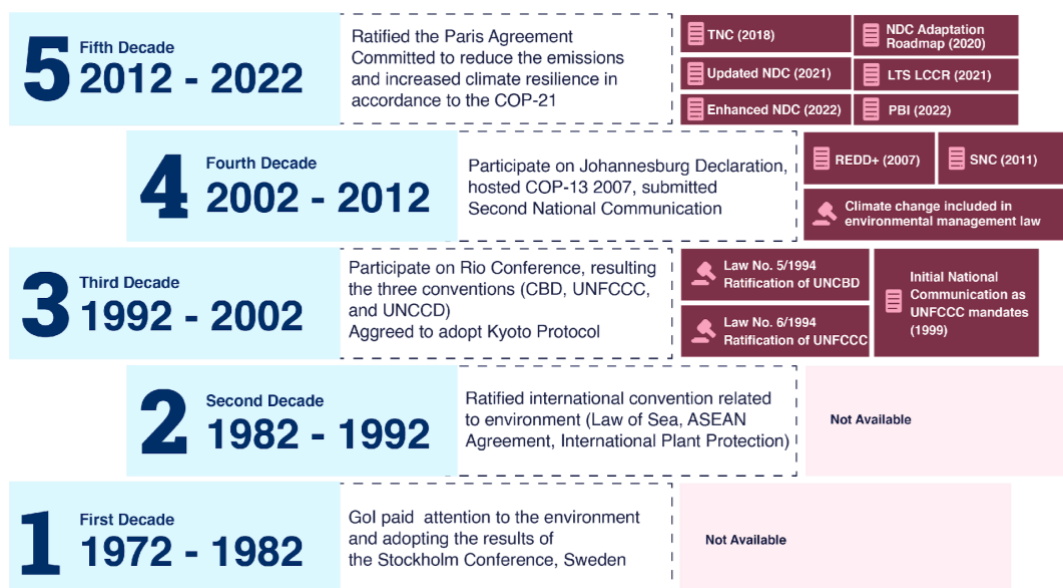 5
Fifth Decade
2012 - 2022
Ratified the Paris Agreement
Committed to reduce the emissions
and increased climate resilience in
accordance to the COP-21
TNC (2018)
NDC Adaptation
Roadmap (2020)
Updated NDC (2021)
LTS LCCR (2021)
Enhanced NDC (2022)
PBI (2022)
4
Fourth Decade
2002 - 2012
Participate on Johannesburg Declaration,
hosted COP-13 2007, submitted
Second National Communication
REDD+ (2007)
SNC (2011)
Climate change included in
environmental management law
3
Third Decade
1992 - 2002
Participate on Rio Conference, resulting
the three conventions (CBD, UNFCCC,
and UNCCD)
Aggreed to adopt Kyoto Protocol
Law No. 5/1994
Ratification of UNCBD
Law No. 6/1994
Ratification of UNFCCC
Initial National
Communication as
UNFCCC mandates
(1999)
2
Second Decade
1982 - 1992
Ratified international convention related
to environment (Law of Sea, ASEAN
Agreement, International Plant Protection)
Not Available
1
First Decade
1972 - 1982
GoI paid attention to the environment
and adopting the results of
the Stockholm Conference, Sweden
Not Available